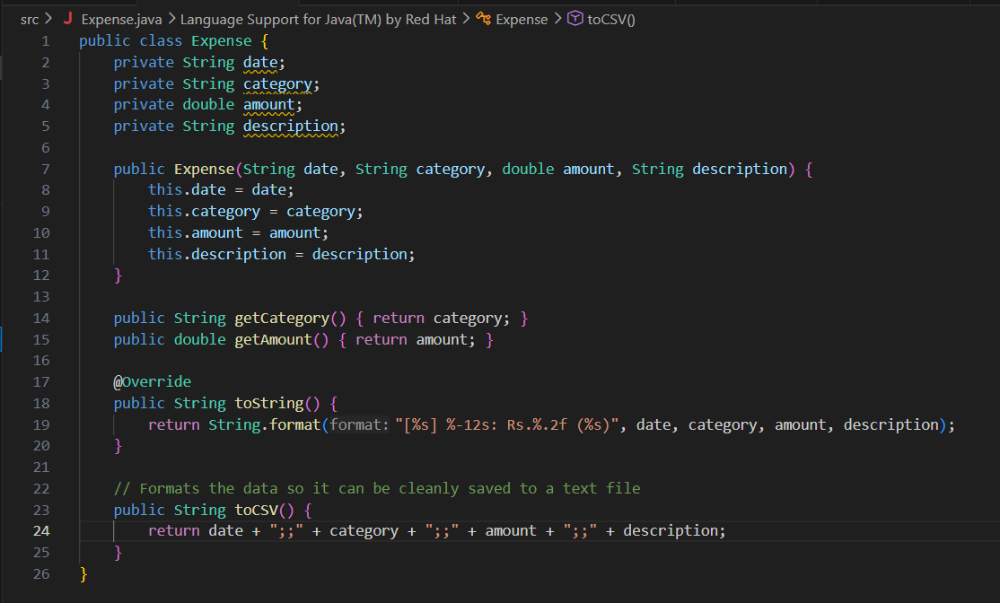 src > Expense.java > Language Support for Java(TM) by Red Hat > Expense > toCSV()
1 public class Expense {
2     private String date;
3     private String category;
4     private double amount;
5     private String description;
6
7     public Expense(String date, String category, double amount, String description) {
8         this.date = date;
9         this.category = category;
10         this.amount = amount;
11         this.description = description;
12     }
13
14     public String getCategory() { return category; }
15     public double getAmount() { return amount; }
16
17     @Override
18     public String toString() {
19         return String.format(format: "[%s] %-12s: Rs.%.2f (%s)", date, category, amount, description);
20     }
21
22     // Formats the data so it can be cleanly saved to a text file
23     public String toCSV() {
24         return date + ";;" + category + ";;" + amount + ";;" + description;
25     }
26 }